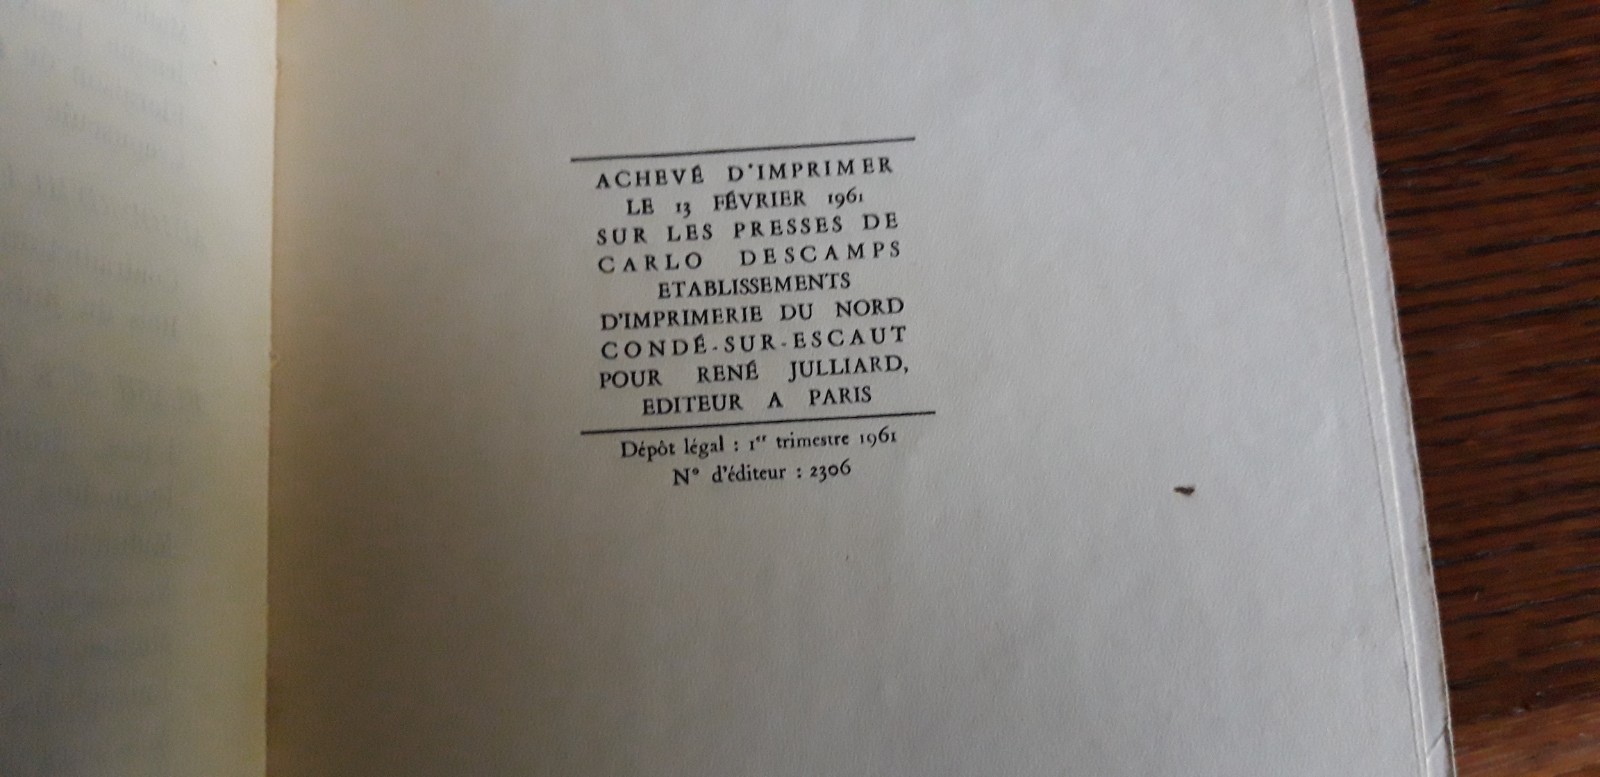 ACHEVÉ D'IMPRIMER
LE 13 FÉVRIER 1961
SUR LES PRESSES DE
CARLO DESCAMPS
ETABLISSEMENTS
D'IMPRIMERIE DU NORD
CONDÉ-SUR-ESCAUT
POUR RENÉ JULLIARD,
EDITEUR A PARIS
Dépôt légal : 1er trimestre 1961
N° d'éditeur : 2306